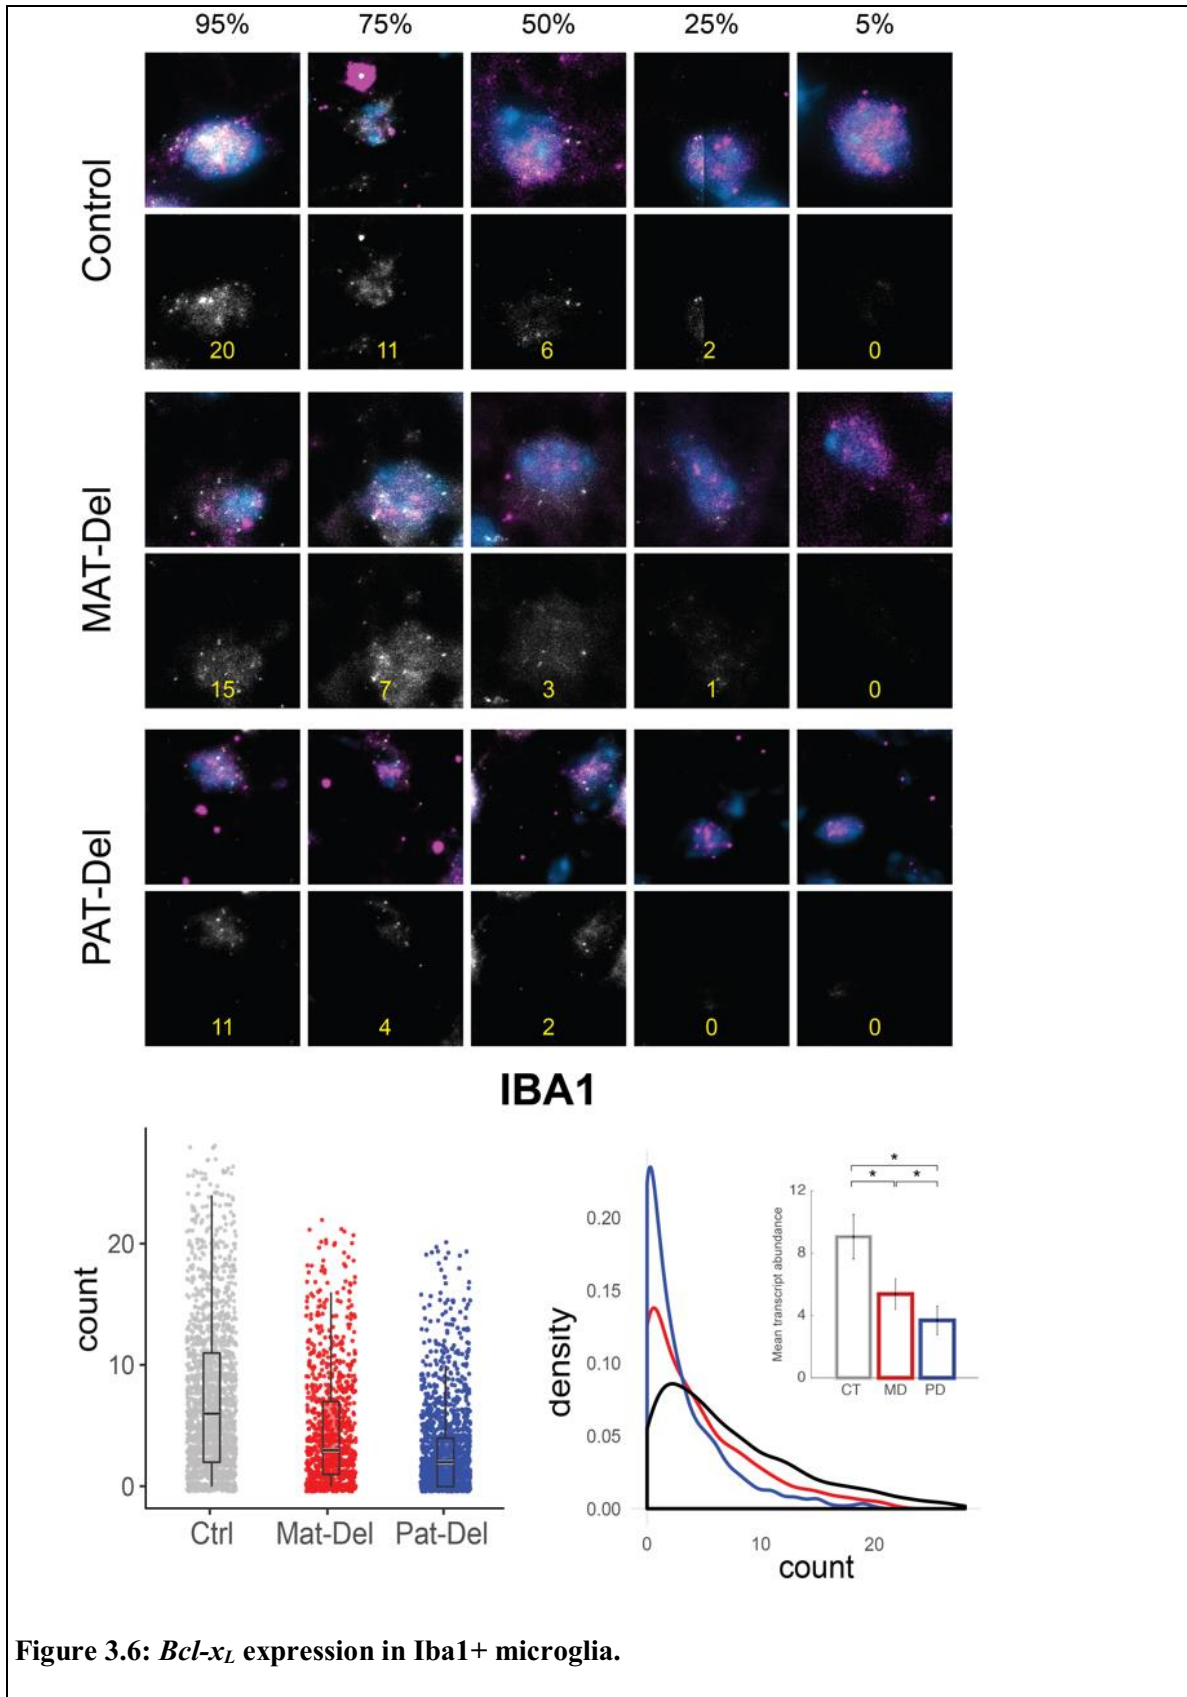 95% 75% 50% 25% 5%
Control
20 11 6 2 0
MAT-Del
15 7 3 1 0
PAT-Del
11 4 2 0 0
IBA1
count
20
10
0
Ctrl Mat-Del Pat-Del
density
0.20
0.15
0.10
0.05
0.00
0 10 20
count
Mean transcript abundance
12
8
4
0
* 
* *
CT MD PD
Figure 3.6: Bcl-x_L expression in Iba1+ microglia.